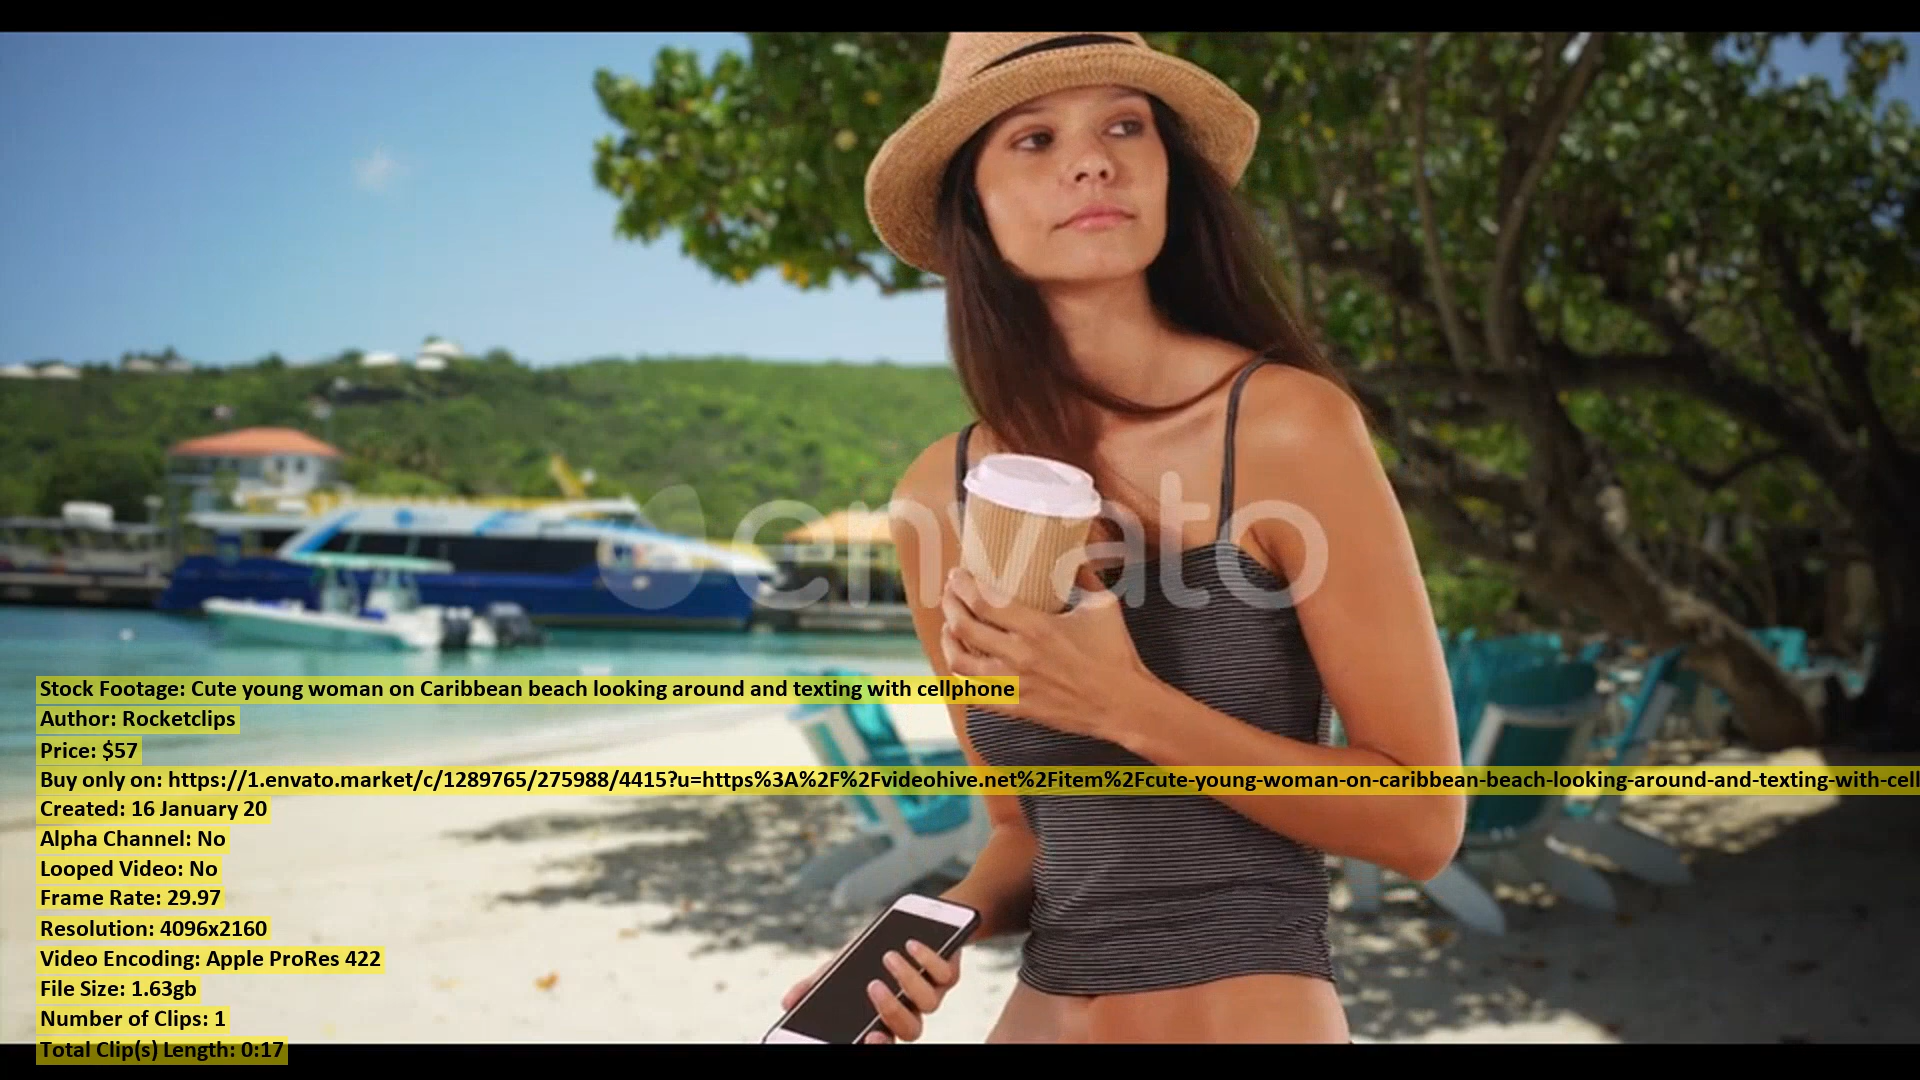 envato
Stock Footage: Cute young woman on Caribbean beach looking around and texting with cellphone
Author: Rocketclips
Price: $57
Buy only on: https://1.envato.market/c/1289765/275988/4415?u=https%3A%2F%2Fvideohive.net%2Fitem%2Fcute-young-woman-on-caribbean-beach-looking-around-and-texting-with-cell
Created: 16 January 20
Alpha Channel: No
Looped Video: No
Frame Rate: 29.97
Resolution: 4096x2160
Video Encoding: Apple ProRes 422
File Size: 1.63gb
Number of Clips: 1
Total Clip(s) Length: 0:17